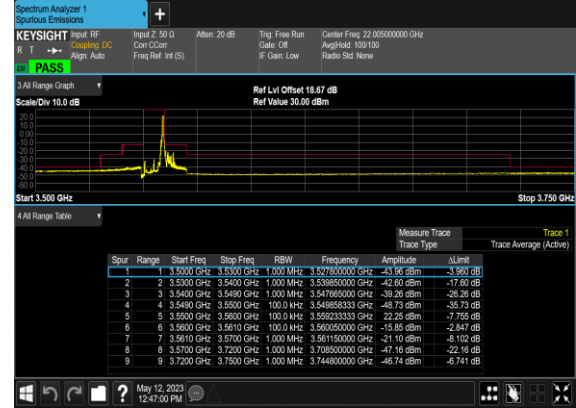 Spectrum Analyzer 1
Spurious Emissions
KEYSIGHT Input: RF Input Z: 50 Ω Atten: 20 dB Trig: Free Run Center Freq: 22.005000000 GHz
R T Coupling: DC Corr CCorr Gate: Off Avg|Hold: 100/100
Align: Auto Freq Ref: Int (S) IF Gain: Low Radio Std: None
PASS
3 All Range Graph
Ref Lvl Offset 18.67 dB
Scale/Div 10.0 dB Ref Value 30.00 dBm
20.0
10.0
0.00
-10.0
-20.0
-30.0
-40.0
-50.0
-60.0
Start 3.500 GHz Stop 3.750 GHz
4 All Range Table
Measure Trace Trace 1
Trace Type Trace Average (Active)
Spur Range Start Freq Stop Freq RBW Frequency Amplitude ΔLimit
1 1 3.5000 GHz 3.5300 GHz 1.000 MHz 3.527800000 GHz -43.96 dBm -3.960 dB
2 2 3.5300 GHz 3.5400 GHz 1.000 MHz 3.539850000 GHz -42.60 dBm -17.60 dB
3 3 3.5400 GHz 3.5490 GHz 1.000 MHz 3.547665000 GHz -39.26 dBm -26.26 dB
4 4 3.5490 GHz 3.5500 GHz 100.0 kHz 3.549858333 GHz -48.73 dBm -35.73 dB
5 5 3.5500 GHz 3.5600 GHz 100.0 kHz 3.559233333 GHz 22.25 dBm -7.755 dB
6 6 3.5600 GHz 3.5610 GHz 100.0 kHz 3.560050000 GHz -15.85 dBm -2.847 dB
7 7 3.5610 GHz 3.5700 GHz 1.000 MHz 3.561150000 GHz -21.10 dBm -8.102 dB
8 8 3.5700 GHz 3.7200 GHz 1.000 MHz 3.708500000 GHz -47.16 dBm -22.16 dB
9 9 3.7200 GHz 3.7500 GHz 1.000 MHz 3.744800000 GHz -46.74 dBm -6.741 dB
May 12, 2023
12:47:00 PM